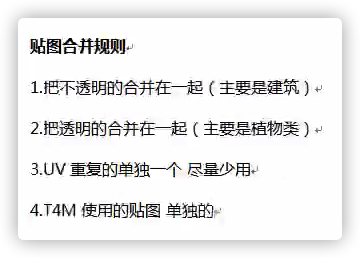 贴图合并规则
1.把不透明的合并在一起（主要是建筑）
2.把透明的合并在一起（主要是植物类）
3.UV 重复的单独一个 尽量少用
4.T4M 使用的贴图 单独的